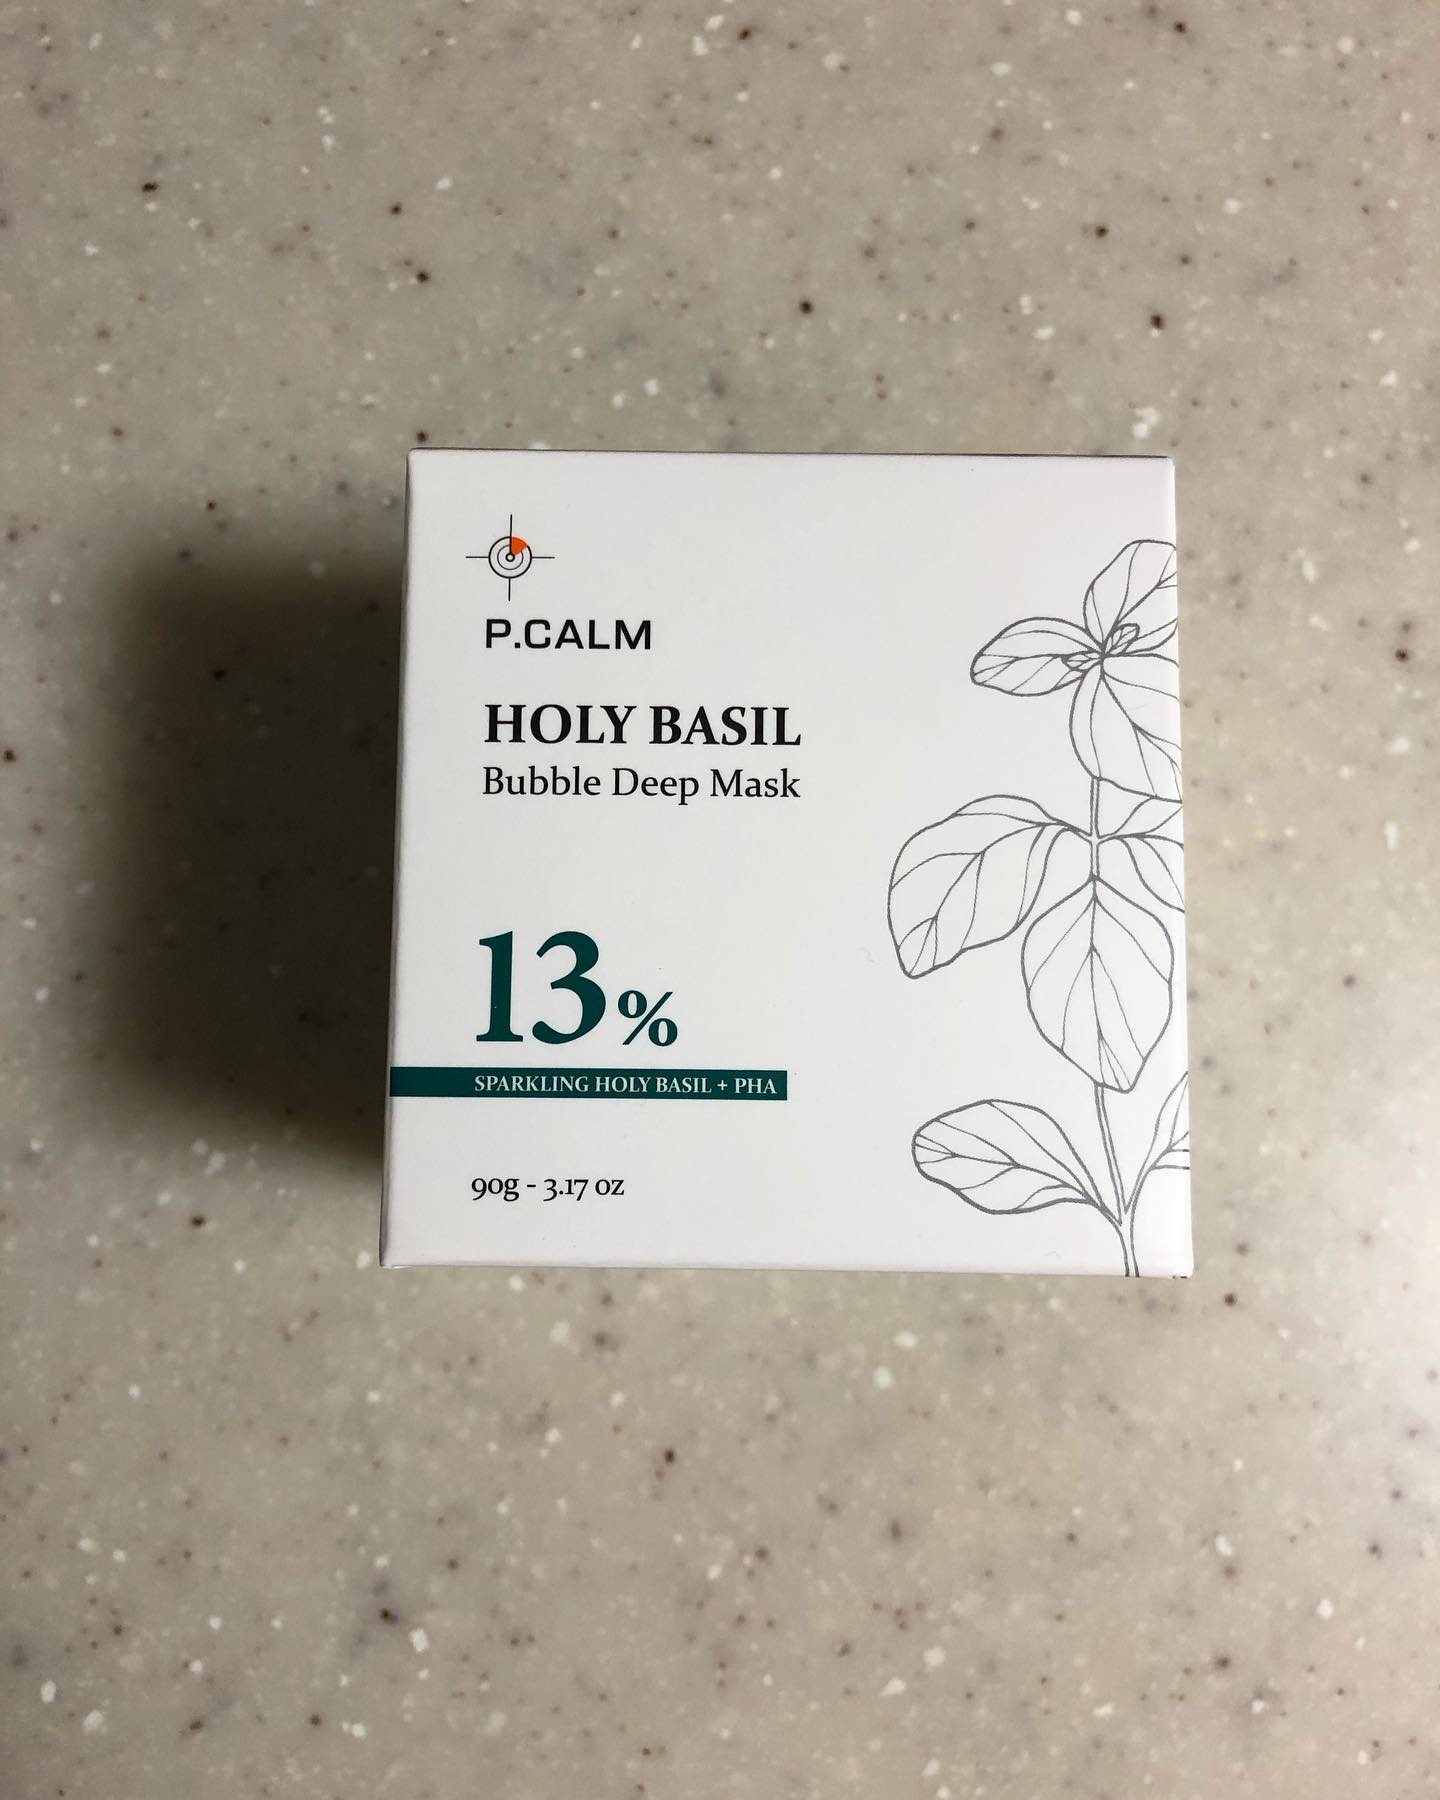 P.CALM
HOLY BASIL
Bubble Deep Mask
13%
SPARKLING HOLY BASIL + PHA
90g - 3.17 oz